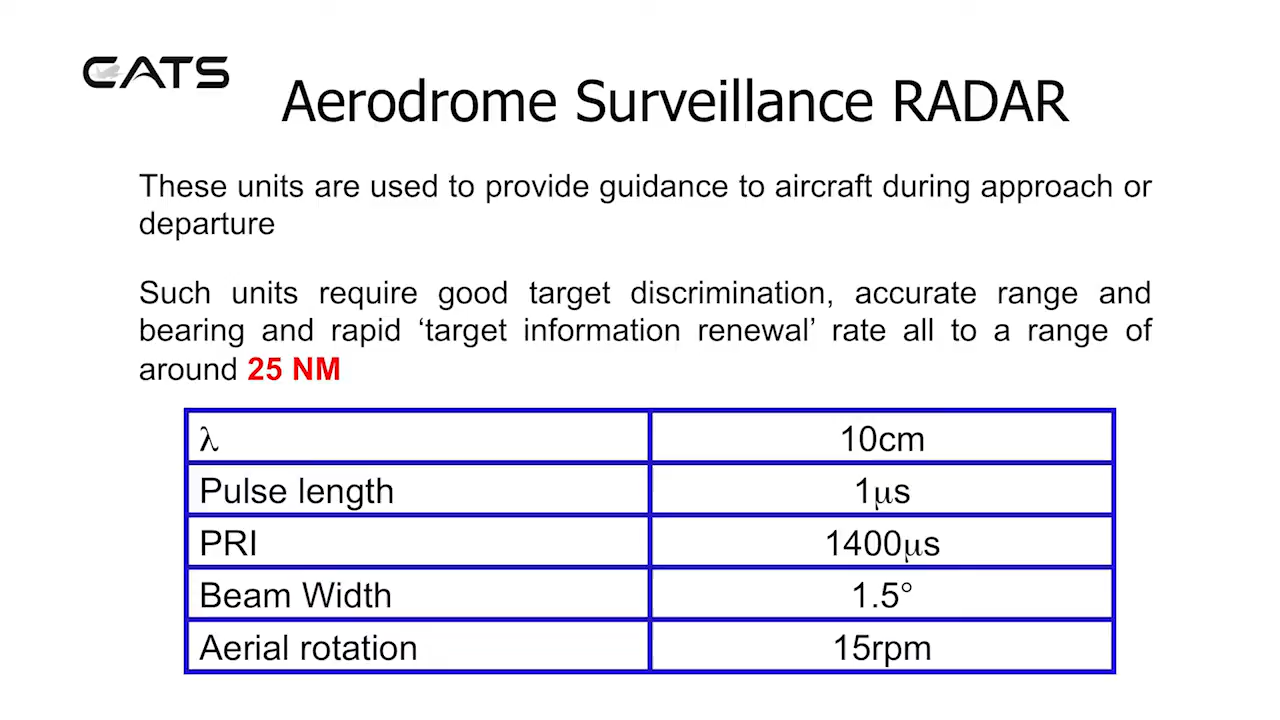 CATS
Aerodrome Surveillance RADAR
These units are used to provide guidance to aircraft during approach or
departure
Such units require good target discrimination, accurate range and
bearing and rapid ‘target information renewal’ rate all to a range of
around 25 NM
λ 10cm
Pulse length 1μs
PRI 1400μs
Beam Width 1.5°
Aerial rotation 15rpm